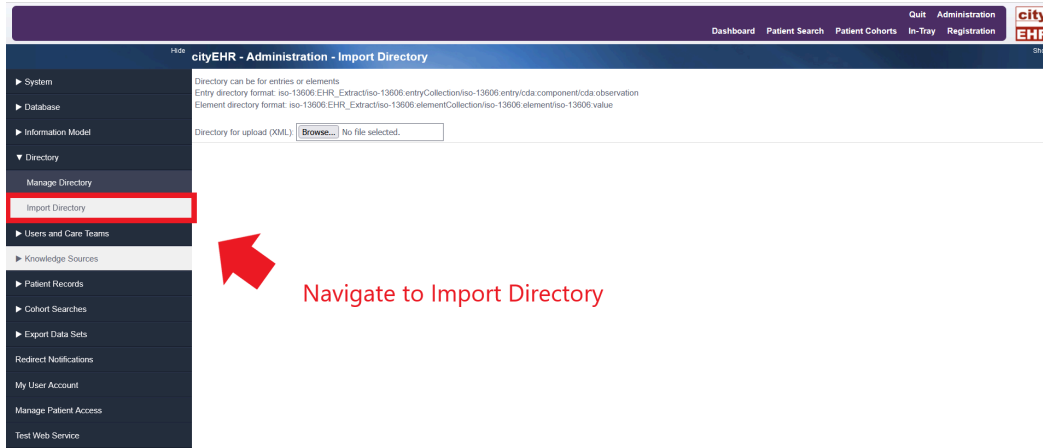 Quit Administration
city
Dashboard Patient Search Patient Cohorts In-Tray Registration
EHR
Hide
cityEHR - Administration - Import Directory
Sho
► System
Directory can be for entries or elements
Entry directory format: iso-13606:EHR_Extract/iso-13606:entryCollection/iso-13606:entry/cda:component/cda:observation
► Database
Element directory format: iso-13606:EHR_Extract/iso-13606:elementCollection/iso-13606:element/iso-13606:value
► Information Model
Directory for upload (XML): Browse... No file selected.
▼ Directory
Manage Directory
Import Directory
► Users and Care Teams
► Knowledge Sources
► Patient Records
Navigate to Import Directory
► Cohort Searches
► Export Data Sets
Redirect Notifications
My User Account
Manage Patient Access
Test Web Service